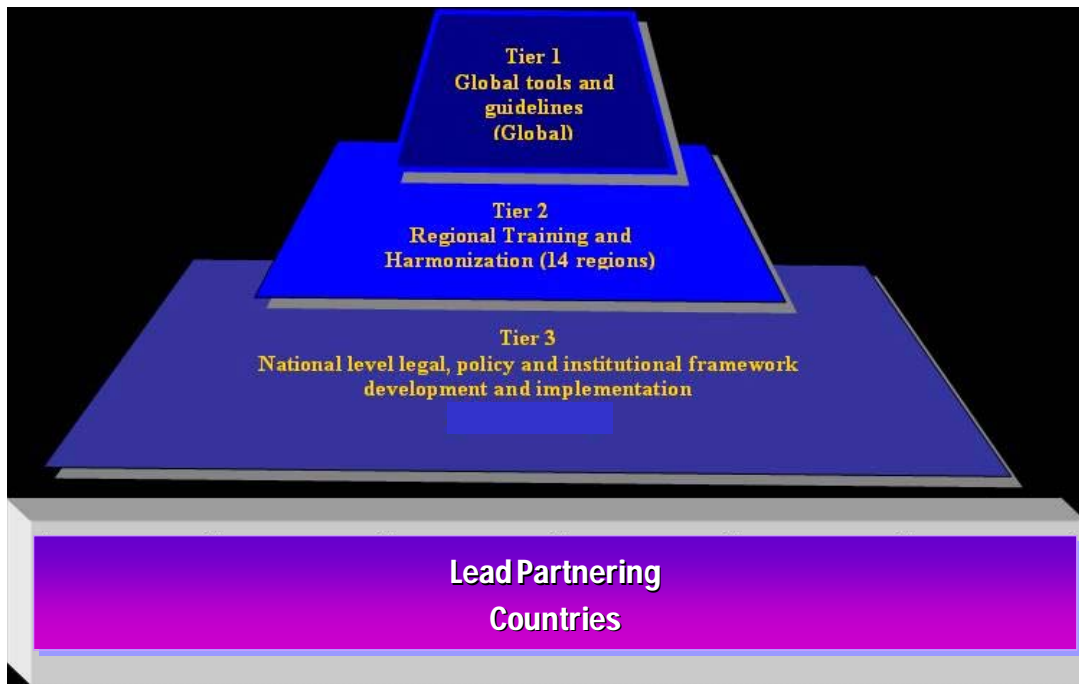 Tier 1
Global tools and
guidelines
(Global)
Tier 2
Regional Training and
Harmonization (14 regions)
Tier 3
National level legal, policy and institutional framework
development and implementation
Lead Partnering
Countries